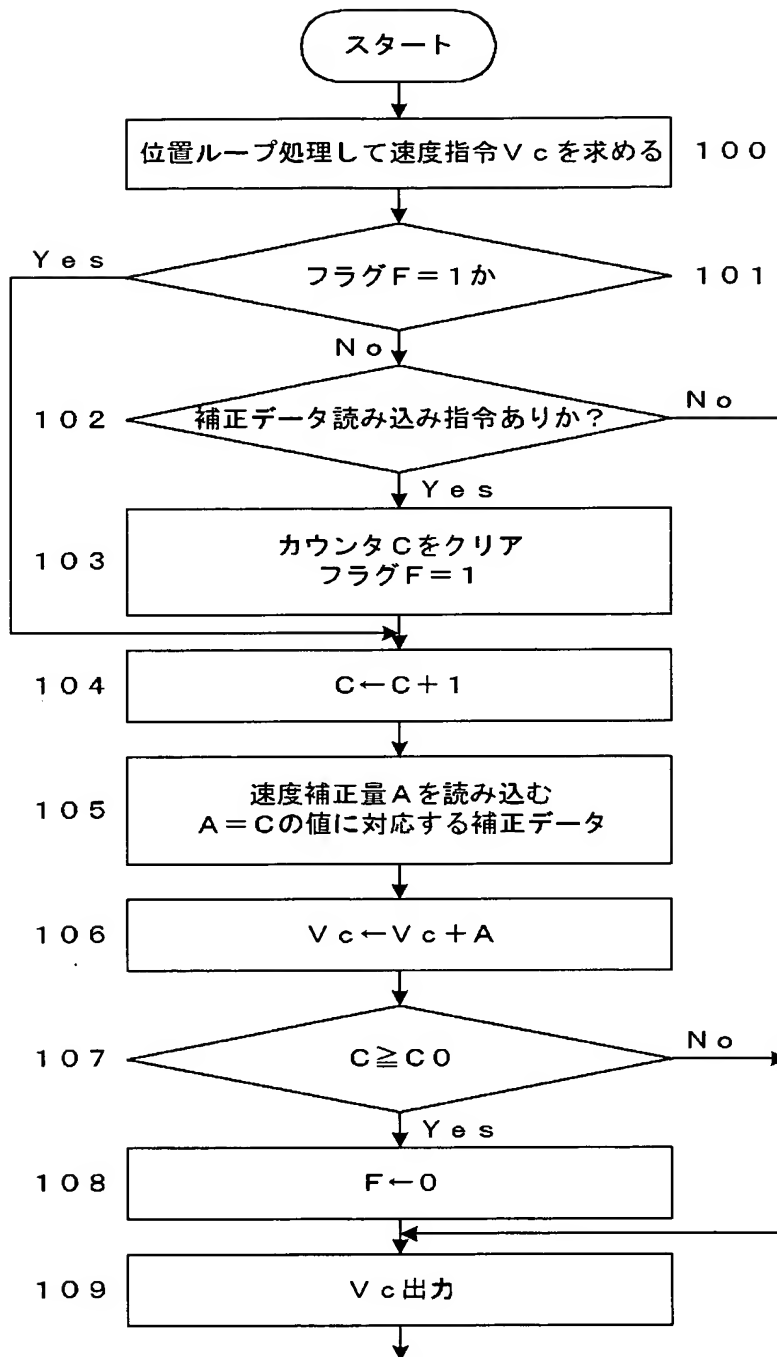 スタート
位置ループ処理して速度指令Ｖｃを求める
１００
Ｙｅｓ
フラグＦ＝１か
１０１
Ｎｏ
１０２
補正データ読み込み指令ありか？
Ｎｏ
Ｙｅｓ
１０３
カウンタＣをクリア
フラグＦ＝１
１０４
Ｃ←Ｃ＋１
１０５
速度補正量Ａを読み込む
Ａ＝Ｃの値に対応する補正データ
１０６
Ｖｃ←Ｖｃ＋Ａ
１０７
Ｃ≧Ｃ０
Ｎｏ
Ｙｅｓ
１０８
Ｆ←０
１０９
Ｖｃ出力